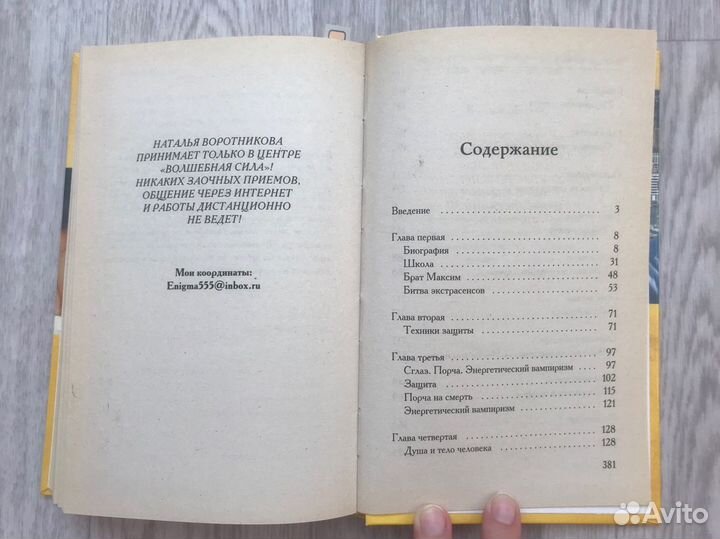 НАТАЛЬЯ ВОРОТНИКОВА
ПРИНИМАЕТ ТОЛЬКО В ЦЕНТРЕ
«ВОЛШЕБНАЯ СИЛА»!
НИКАКИХ ЗАОЧНЫХ ПРИЕМОВ,
ОБЩЕНИЕ ЧЕРЕЗ ИНТЕРНЕТ
И РАБОТЫ ДИСТАНЦИОННО
НЕ ВЕДЕТ!
Мои координаты:
Enigma555@inbox.ru
Содержание
Введение . . . . . . . . . . . . . . . . . . . . 3
Глава первая . . . . . . . . . . . . . . . . . . . . 8
Биография . . . . . . . . . . . . . . . . . . . . 8
Школа . . . . . . . . . . . . . . . . . . . . 31
Брат Максим . . . . . . . . . . . . . . . . . . . . 48
Битва экстрасенсов . . . . . . . . . . . . . . . . . . . . 53
Глава вторая . . . . . . . . . . . . . . . . . . . . 71
Техники защиты . . . . . . . . . . . . . . . . . . . . 71
Глава третья . . . . . . . . . . . . . . . . . . . . 97
Сглаз. Порча. Энергетический вампиризм . . . . 97
Защита . . . . . . . . . . . . . . . . . . . . 102
Порча на смерть . . . . . . . . . . . . . . . . . . . . 115
Энергетический вампиризм . . . . . . . . . . . . . . 121
Глава четвертая . . . . . . . . . . . . . . . . . . . . 128
Душа и тело человека . . . . . . . . . . . . . . . . 128
381
Avito